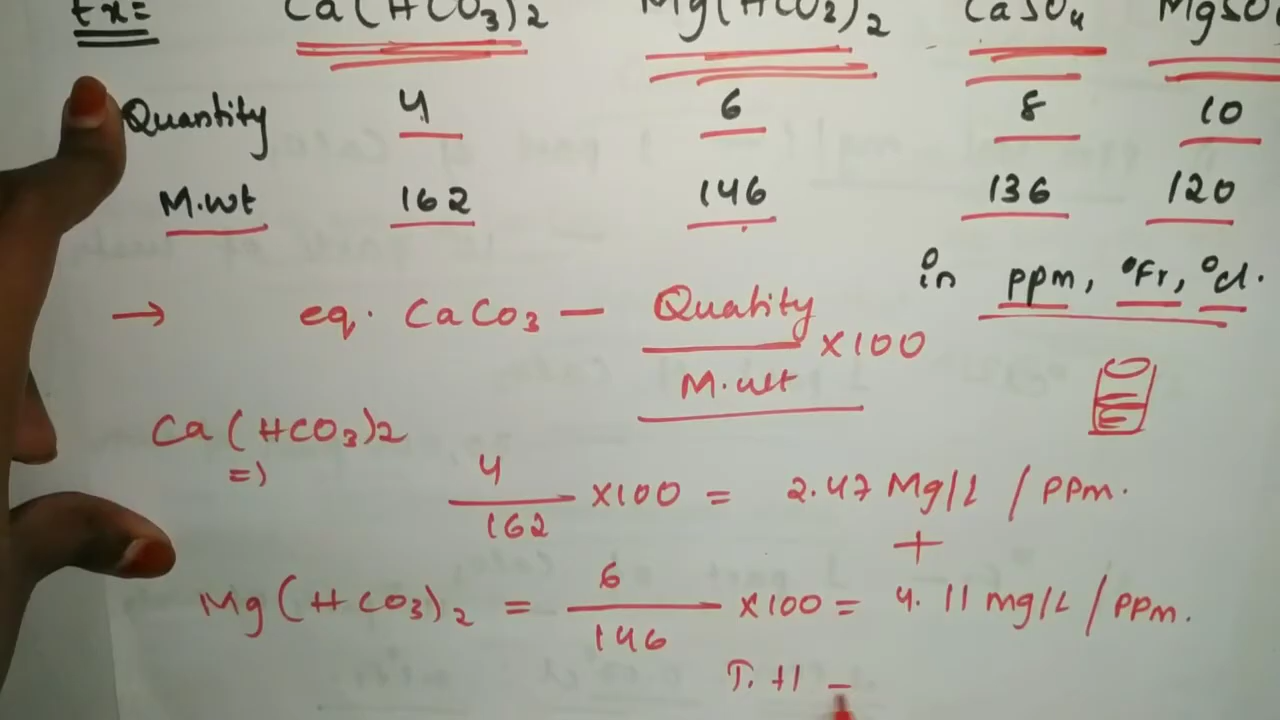 Ex= Ca(HCO3)2 Mg(HCO3)2 CaSO4 MgSO4
Quantity 4 6 8 10
M.wt 162 146 136 120
in ppm, °Fr, °cl.
→ eq. CaCo3 — Quatity / M.wt ×100
Ca(HCO3)2
=) 4/162 ×100 = 2.47 Mg/L / PPm.
+
Mg(HCO3)2 = 6/146 ×100 = 4.11 mg/L / ppm.
T.H –